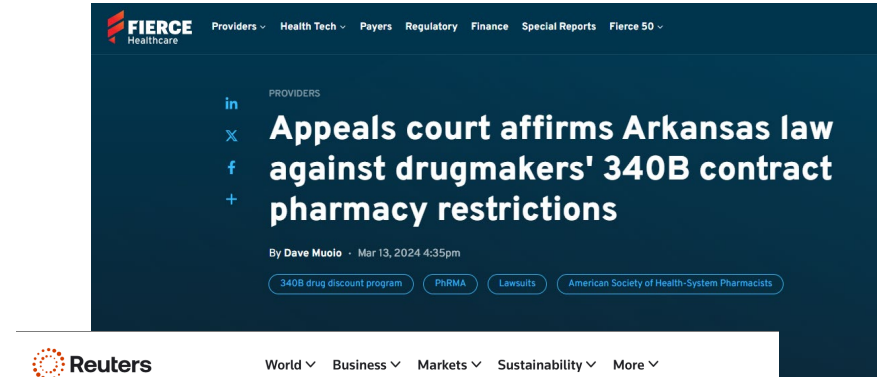 FIERCE
Healthcare
Providers Health Tech Payers Regulatory Finance Special Reports Fierce 50
PROVIDERS
Appeals court affirms Arkansas law
against drugmakers' 340B contract
pharmacy restrictions
By Dave Muoio · Mar 13, 2024 4:35pm
340B drug discount program PhRMA Lawsuits American Society of Health-System Pharmacists
Reuters World Business Markets Sustainability More